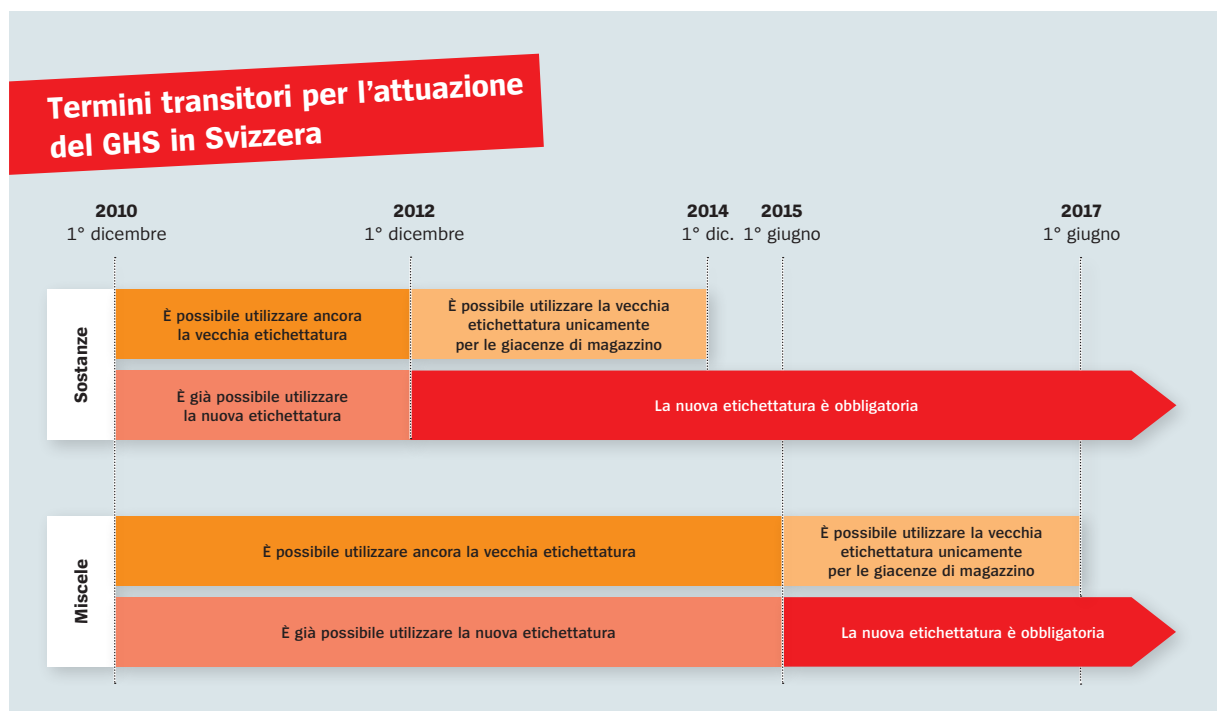 Termini transitori per l’attuazione
del GHS in Svizzera
2010
1° dicembre
2012
1° dicembre
2014
1° dic.
2015
1° giugno
2017
1° giugno
Sostanze
È possibile utilizzare ancora
la vecchia etichettatura
È possibile utilizzare la vecchia
etichettatura unicamente
per le giacenze di magazzino
È già possibile utilizzare
la nuova etichettatura
La nuova etichettatura è obbligatoria
Miscele
È possibile utilizzare ancora la vecchia etichettatura
È possibile utilizzare la vecchia
etichettatura unicamente
per le giacenze di magazzino
È già possibile utilizzare la nuova etichettatura
La nuova etichettatura è obbligatoria